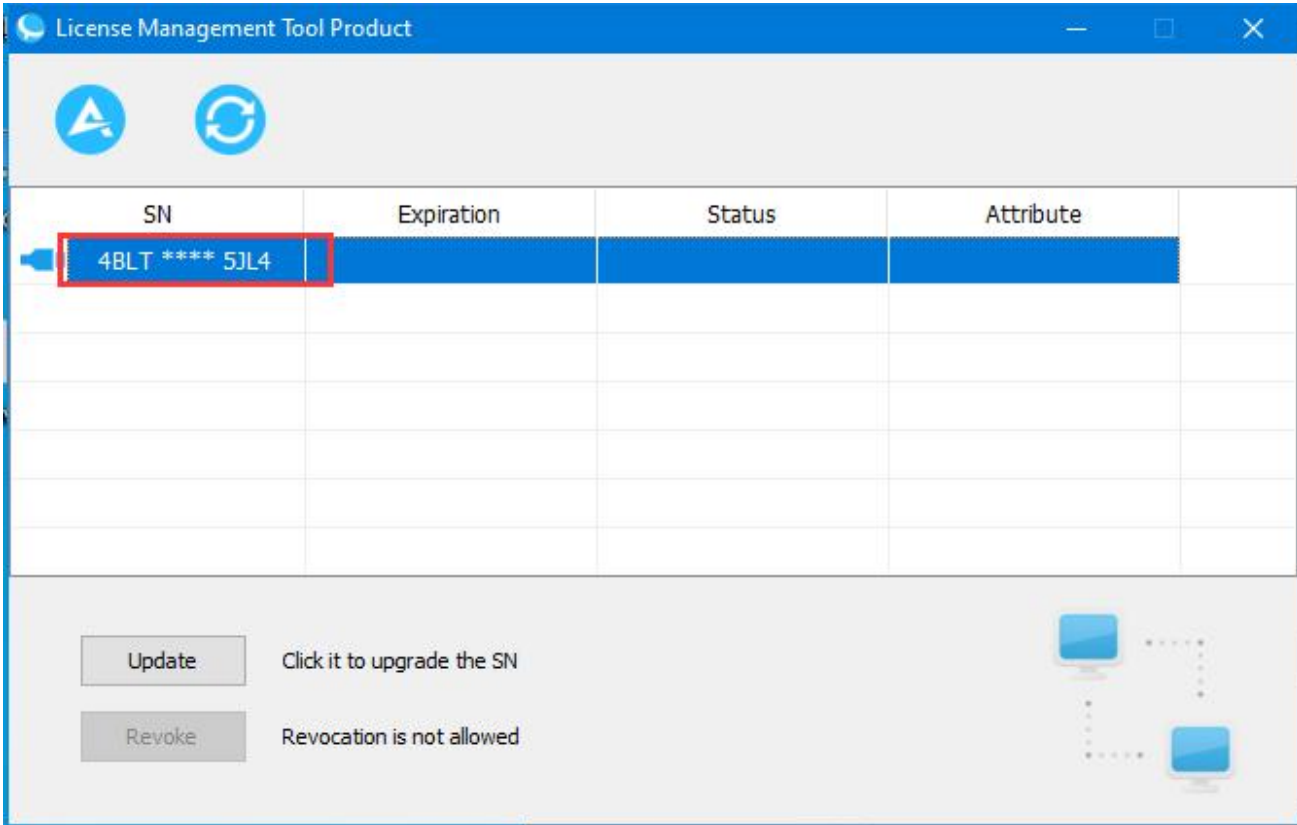 License Management Tool Product
SN Expiration Status Attribute
4BLT **** 5JL4
Update Click it to upgrade the SN
Revoke Revocation is not allowed